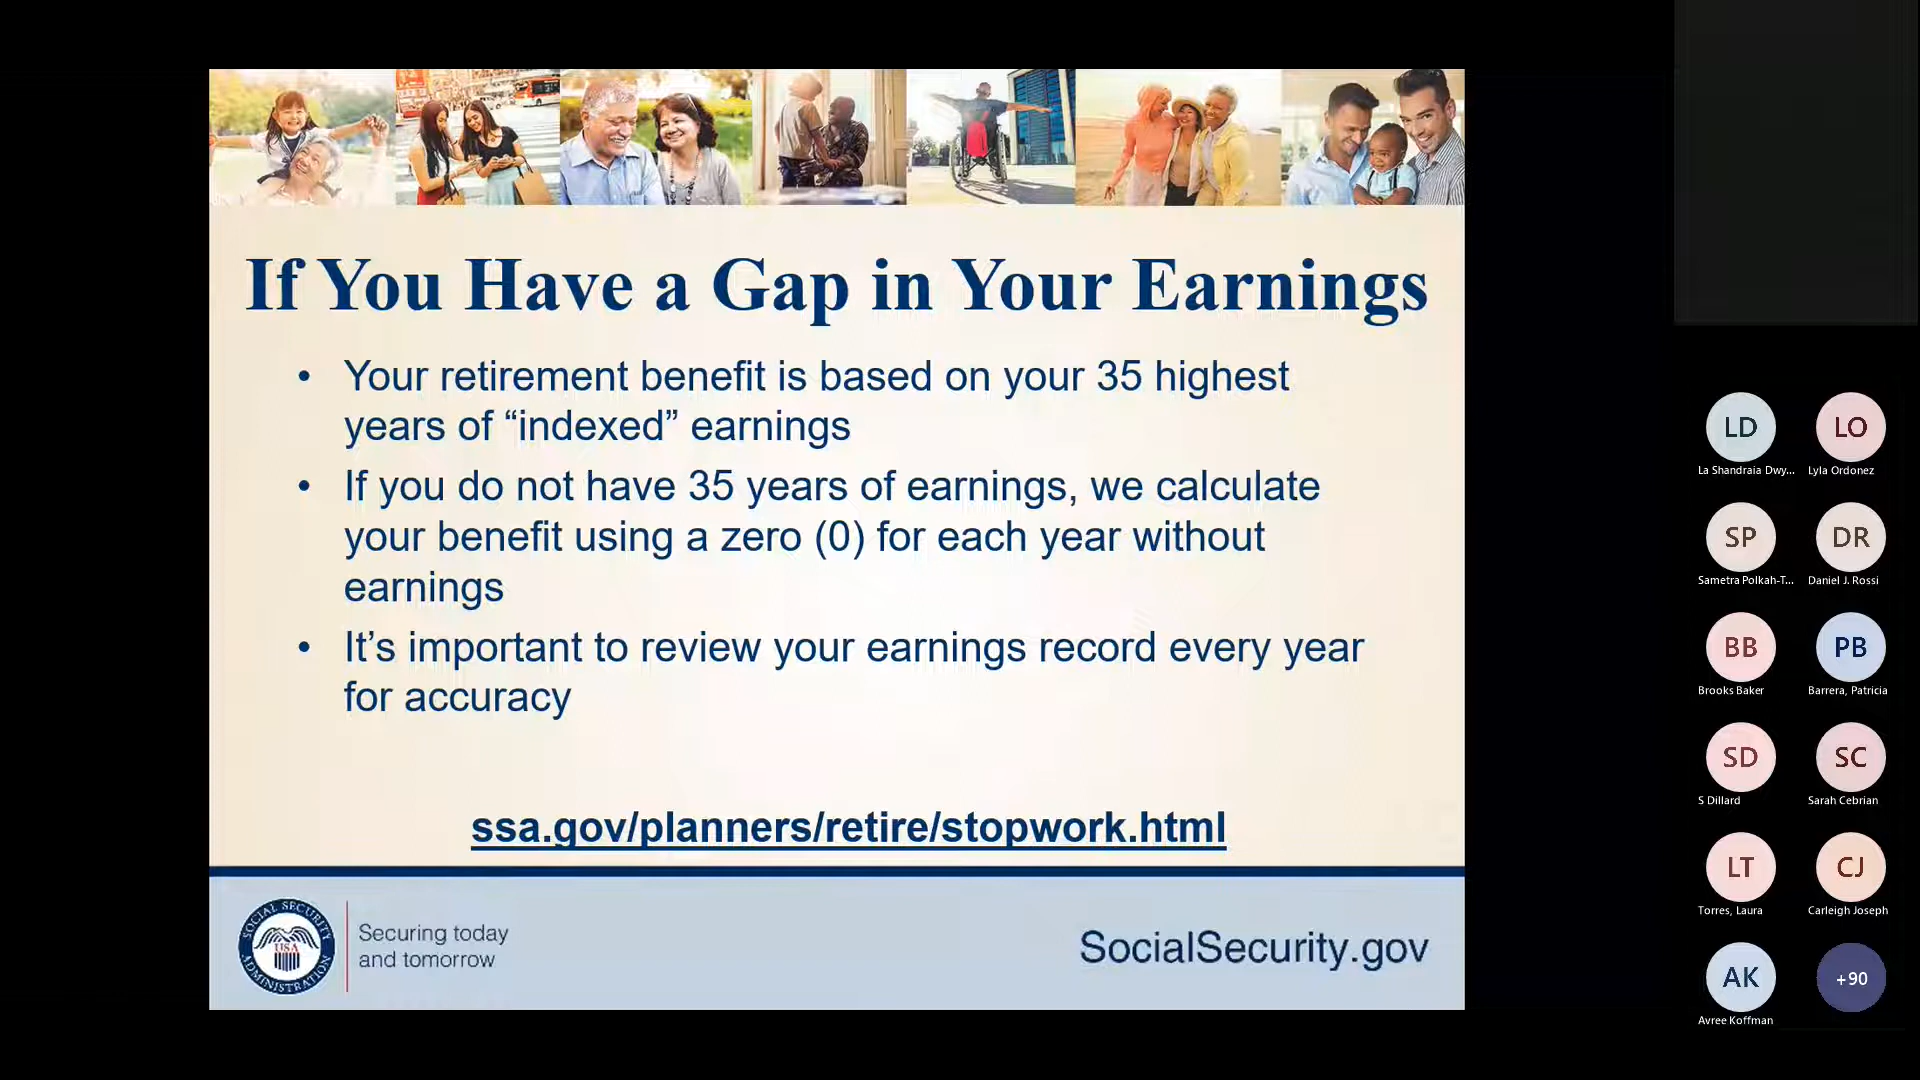 If You Have a Gap in Your Earnings
• Your retirement benefit is based on your 35 highest
years of “indexed” earnings
• If you do not have 35 years of earnings, we calculate
your benefit using a zero (0) for each year without
earnings
• It’s important to review your earnings record every year
for accuracy
ssa.gov/planners/retire/stopwork.html
SOCIAL SECURITY ADMINISTRATION
USA
Securing today
and tomorrow
SocialSecurity.gov
LD
La Shandraia Dwy...
LO
Lyla Ordonez
SP
Sametra Polkah-T...
DR
Daniel J. Rossi
BB
Brooks Baker
PB
Barrera, Patricia
SD
S Dillard
SC
Sarah Cebrian
LT
Torres, Laura
CJ
Carleigh Joseph
AK
Avree Koffman
+90